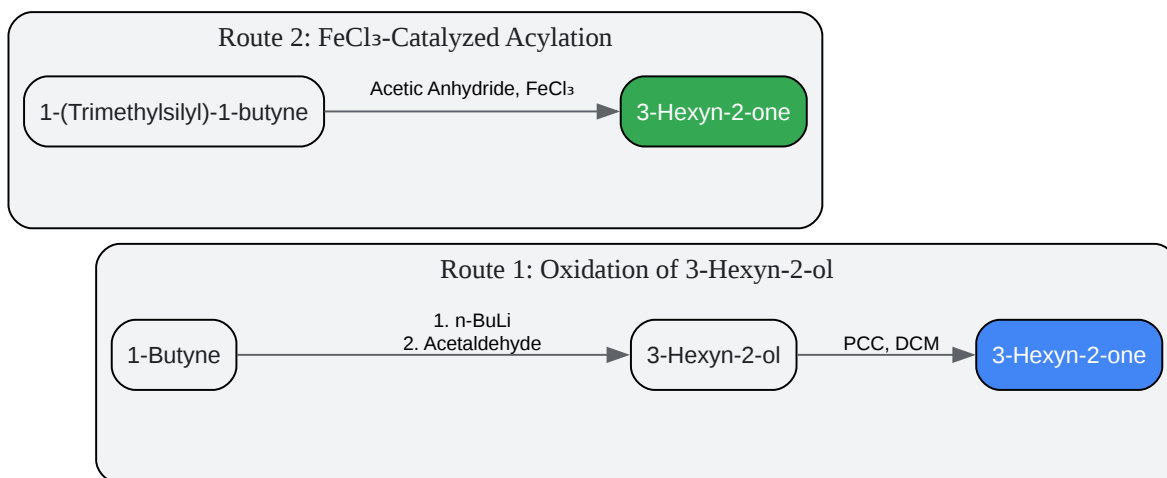 Route 2: FeCl₃-Catalyzed Acylation
1-(Trimethylsilyl)-1-butyne
Acetic Anhydride, FeCl₃
3-Hexyn-2-one
Route 1: Oxidation of 3-Hexyn-2-ol
1-Butyne
1. n-BuLi
2. Acetaldehyde
3-Hexyn-2-ol
PCC, DCM
3-Hexyn-2-one